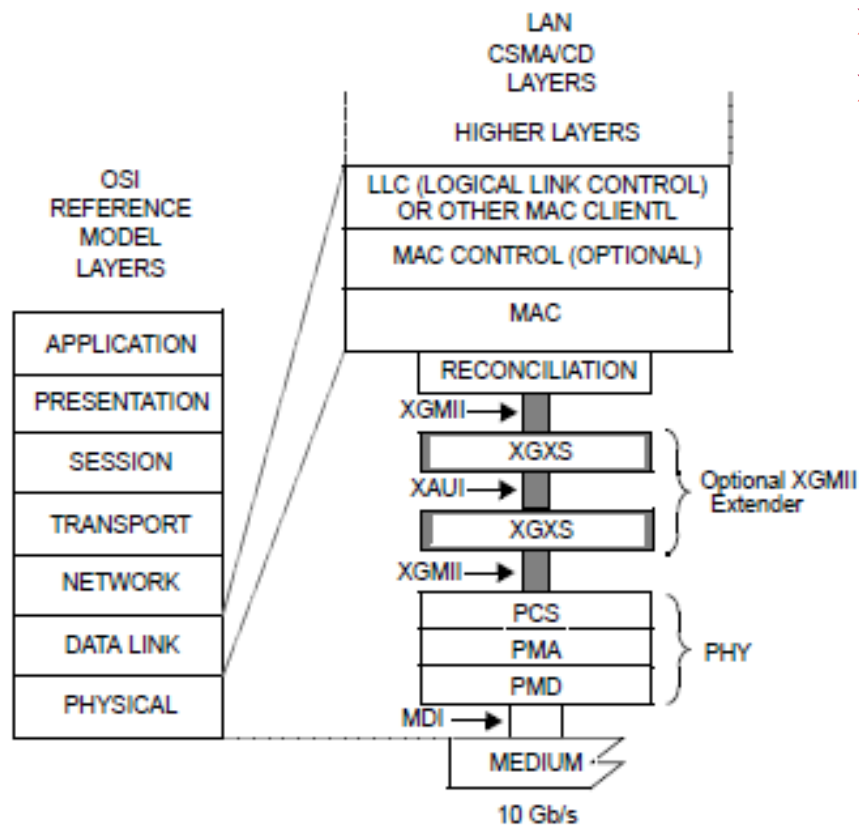 LAN
CSMA/CD
LAYERS
HIGHER LAYERS
OSI
REFERENCE
MODEL
LAYERS
LLC (LOGICAL LINK CONTROL)
OR OTHER MAC CLIENTL
MAC CONTROL (OPTIONAL)
MAC
APPLICATION
PRESENTATION
SESSION
TRANSPORT
NETWORK
DATA LINK
PHYSICAL
RECONCILIATION
XGMII
XGXS
XAUI
XGXS
XGMII
Optional XGMII
Extender
PCS
PMA
PMD
PHY
MDI
MEDIUM
10 Gb/s